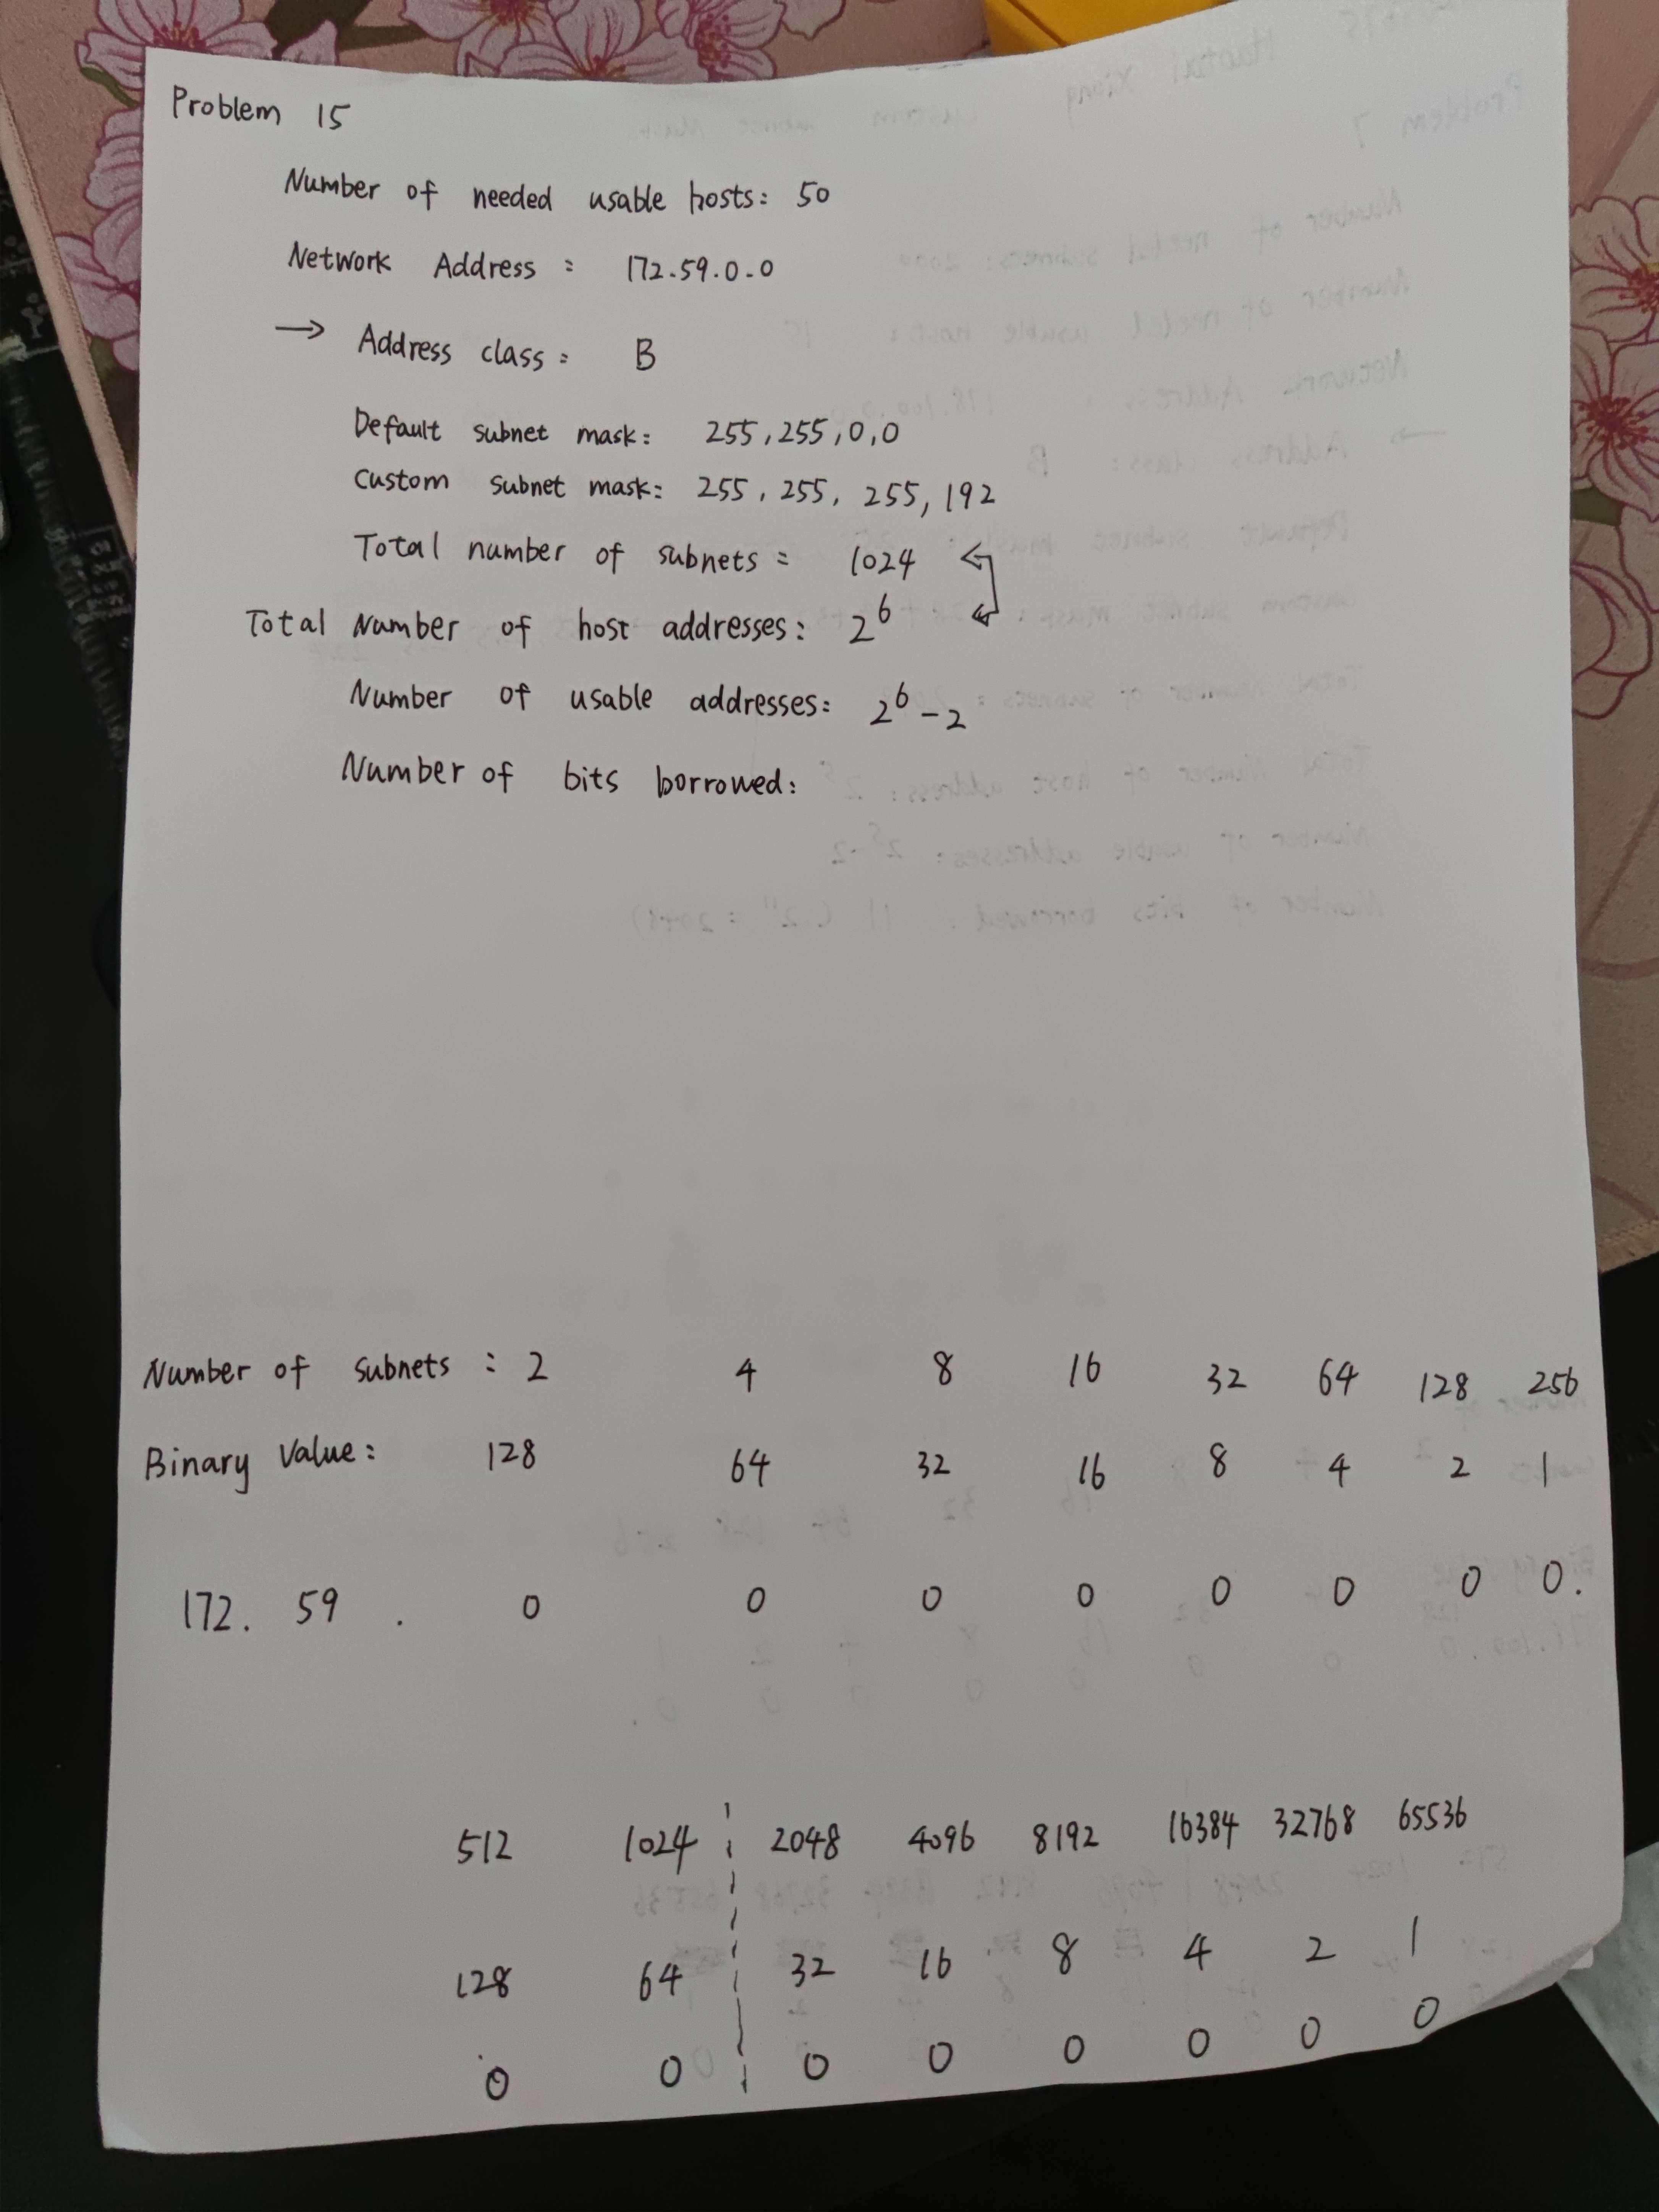 Problem 15
Number of needed usable hosts: 50
Network Address : 172.59.0.0
→ Address class: B
Default subnet mask: 255,255,0,0
Custom subnet mask: 255, 255, 255, 192
Total number of subnets = 1024
Total Number of host addresses: 2^6
Number of usable addresses: 2^6-2
Number of bits borrowed:
Number of subnets : 2 4 8 16 32 64 128 256
Binary Value: 128 64 32 16 8 4 2 1
172. 59 . 0 0 0 0 0 0 0 0.
512 1024 2048 4096 8192 16384 32768 65536
128 64 32 16 8 4 2 1
0 0 0 0 0 0 0 0